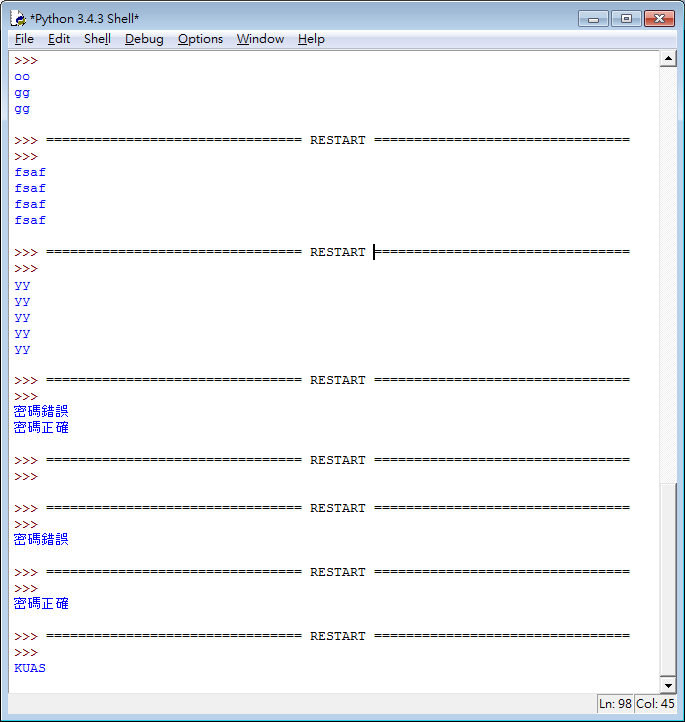 *Python 3.4.3 Shell*
File Edit Shell Debug Options Window Help
>>>
oo
gg
gg
>>> ================================ RESTART ================================
>>>
fsaf
fsaf
fsaf
fsaf
>>> ================================ RESTART ================================
>>>
yy
yy
yy
yy
yy
>>> ================================ RESTART ================================
>>>
密碼錯誤
密碼正確
>>> ================================ RESTART ================================
>>>
>>> ================================ RESTART ================================
>>>
密碼錯誤
>>> ================================ RESTART ================================
>>>
密碼正確
>>> ================================ RESTART ================================
>>>
KUAS
Ln: 98 Col: 45